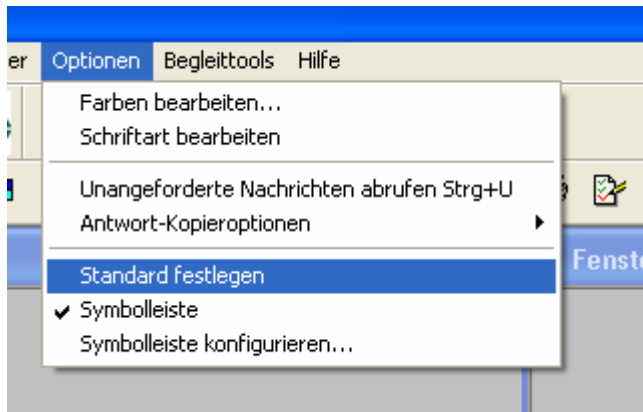 er Optionen Begleittools Hilfe
Farben bearbeiten...
Schriftart bearbeiten
Unangeforderte Nachrichten abrufen Strg+U
Antwort-Kopieroptionen
Standard festlegen
Fenste
Symbolleiste
Symbolleiste konfigurieren...